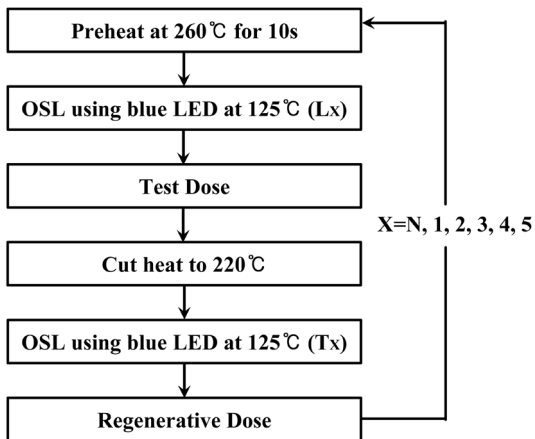 Preheat at 260℃ for 10s
OSL using blue LED at 125℃ (Lx)
Test Dose
X=N, 1, 2, 3, 4, 5
Cut heat to 220℃
OSL using blue LED at 125℃ (Tx)
Regenerative Dose